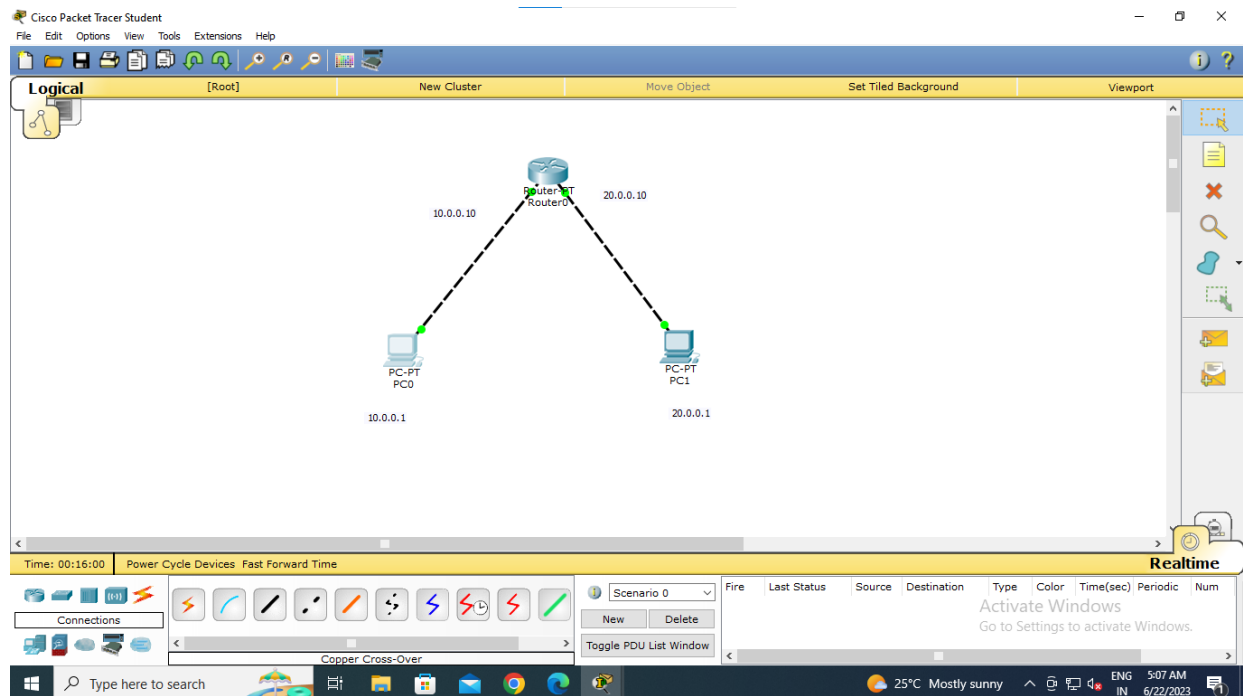 Cisco Packet Tracer Student
File Edit Options View Tools Extensions Help
Logical [Root] New Cluster Move Object Set Tiled Background Viewport
Router-PT
Router0
20.0.0.10
10.0.0.10
PC-PT
PC0
PC-PT
PC1
10.0.0.1
20.0.0.1
Time: 00:16:00 Power Cycle Devices Fast Forward Time Realtime
Scenario 0 Fire Last Status Source Destination Type Color Time(sec) Periodic Num
Connections
New Delete
Toggle PDU List Window
Copper Cross-Over
Activate Windows
Go to Settings to activate Windows.
Type here to search 25°C Mostly sunny ENG IN 5:07 AM 6/22/2023